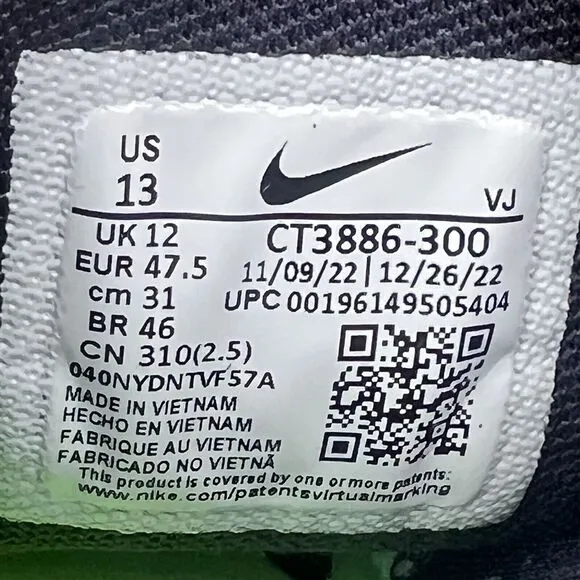 US
13
VJ
UK 12
EUR 47.5
cm 31
BR 46
CN 310(2.5)
CT3886-300
11/09/22 | 12/26/22
UPC 00196149505404
040NYDNTVF57A
MADE IN VIETNAM
HECHO EN VIETNAM
FABRIQUE AU VIETNAM
FABRICADO NO VIETNÃ
This product is covered by one or more patents:
www.nike.com/patentsvirtualmarking